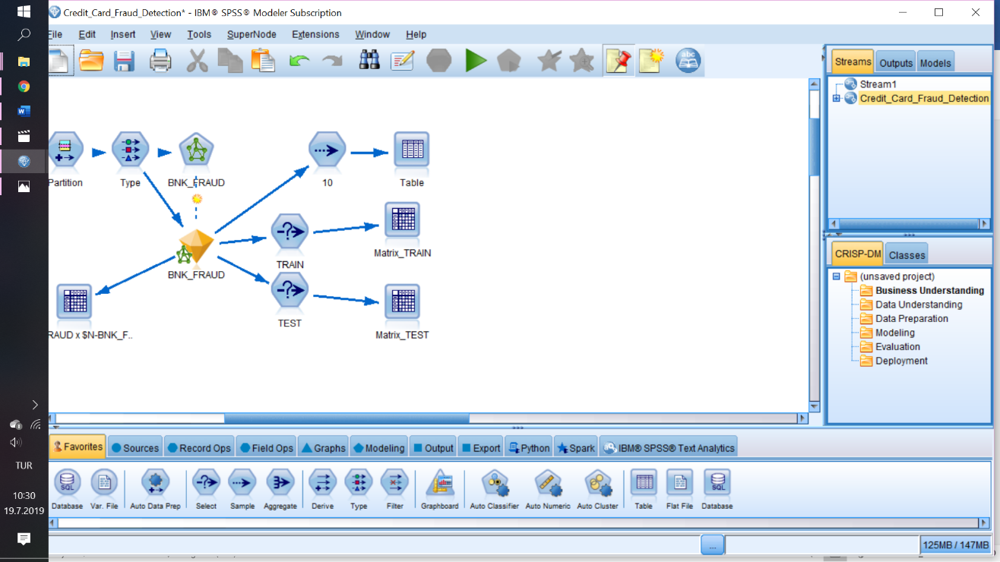 Credit_Card_Fraud_Detection* - IBM® SPSS® Modeler Subscription
File Edit Insert View Tools SuperNode Extensions Window Help
abc
Streams Outputs Models
Stream1
Credit_Card_Fraud_Detection
Partition Type BNK_FRAUD 10 Table
TRAIN Matrix_TRAIN
BNK_FRAUD
TEST Matrix_TEST
RAUD x $N-BNK_F..
CRISP-DM Classes
(unsaved project)
Business Understanding
Data Understanding
Data Preparation
Modeling
Evaluation
Deployment
Favorites Sources Record Ops Field Ops Graphs Modeling Output Export Python Spark IBM® SPSS® Text Analytics
SQL SQL
Database Var. File Auto Data Prep Select Sample Aggregate Derive Type Filter Graphboard Auto Classifier Auto Numeric Auto Cluster Table Flat File Database
... 125MB / 147MB
TUR
10:30
19.7.2019